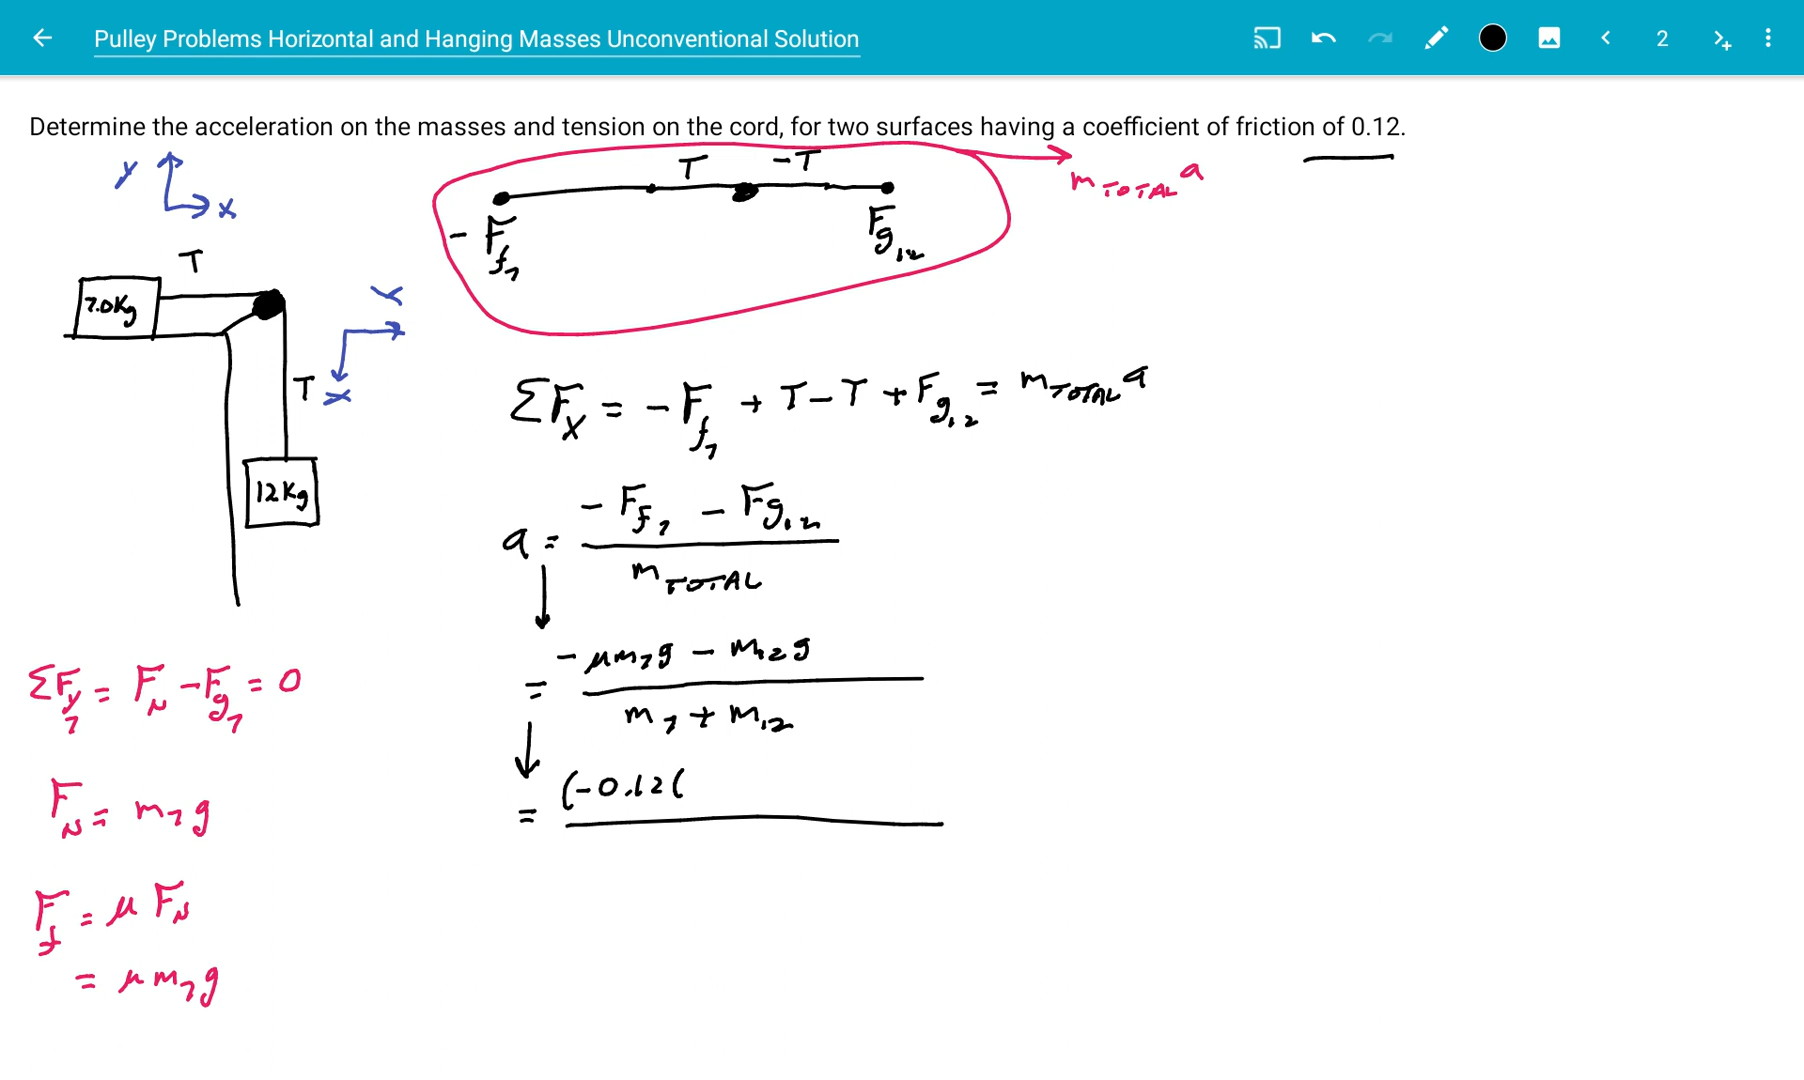 Pulley Problems Horizontal and Hanging Masses Unconventional Solution
2
Determine the acceleration on the masses and tension on the cord, for two surfaces having a coefficient of friction of 0.12.
y
x
T -T
m_TOTAL a
-F_f7
F_g12
T
7.0Kg
y
T x
12Kg
ΣF_x = -F_f7 + T - T + F_g12 = m_TOTAL a
a = (-F_f7 - F_g12) / m_TOTAL
= (-μm_7g - m_12g) / (m_7 + m_12)
= (-0.12(
ΣF_y7 = F_N - F_g7 = 0
F_N = m_7g
F_f = μF_N
= μm_7g